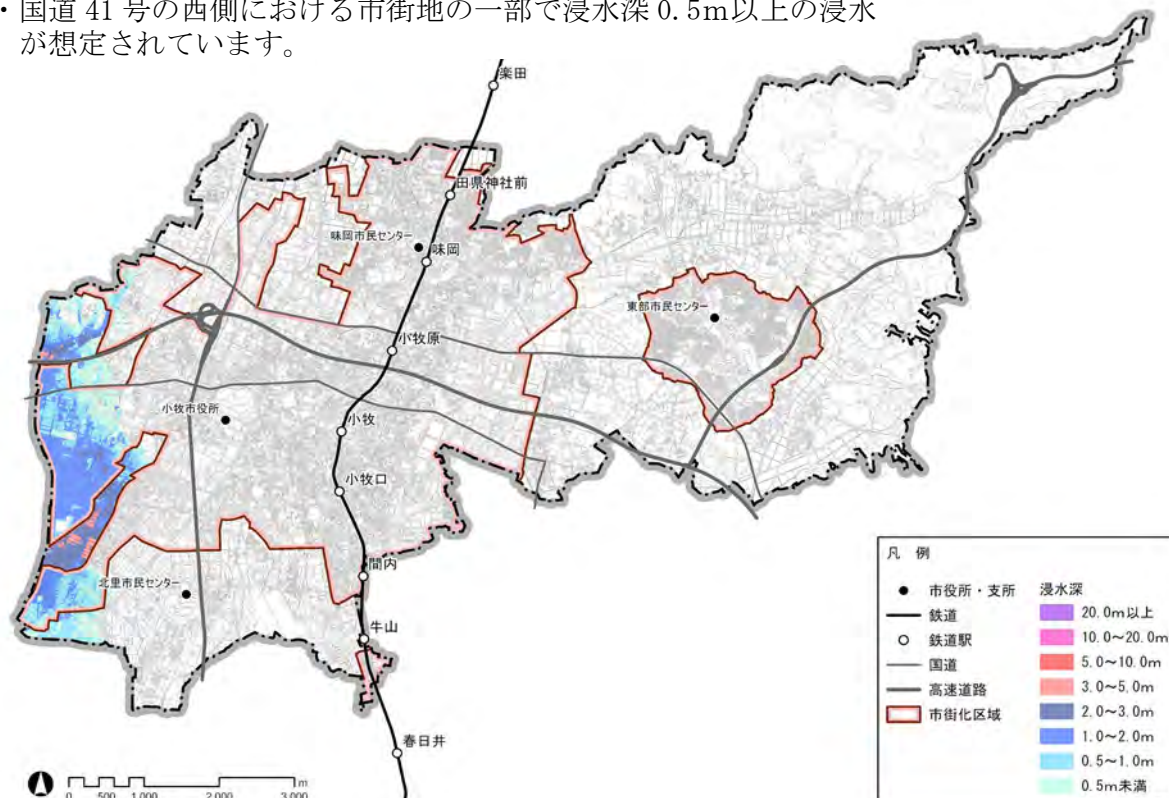 ・国道 41 号の西側における市街地の一部で浸水深 0.5m以上の浸水
が想定されています。
楽田
田県神社前
味岡市民センター
味岡
東部市民センター
小牧原
小牧市役所
小牧
小牧口
間内
北里市民センター
牛山
春日井
0 500 1,000 2,000 3,000 m
凡 例
市役所・支所
鉄道
鉄道駅
国道
高速道路
市街化区域
浸水深
20.0m以上
10.0~20.0m
5.0~10.0m
3.0~5.0m
2.0~3.0m
1.0~2.0m
0.5~1.0m
0.5m未満